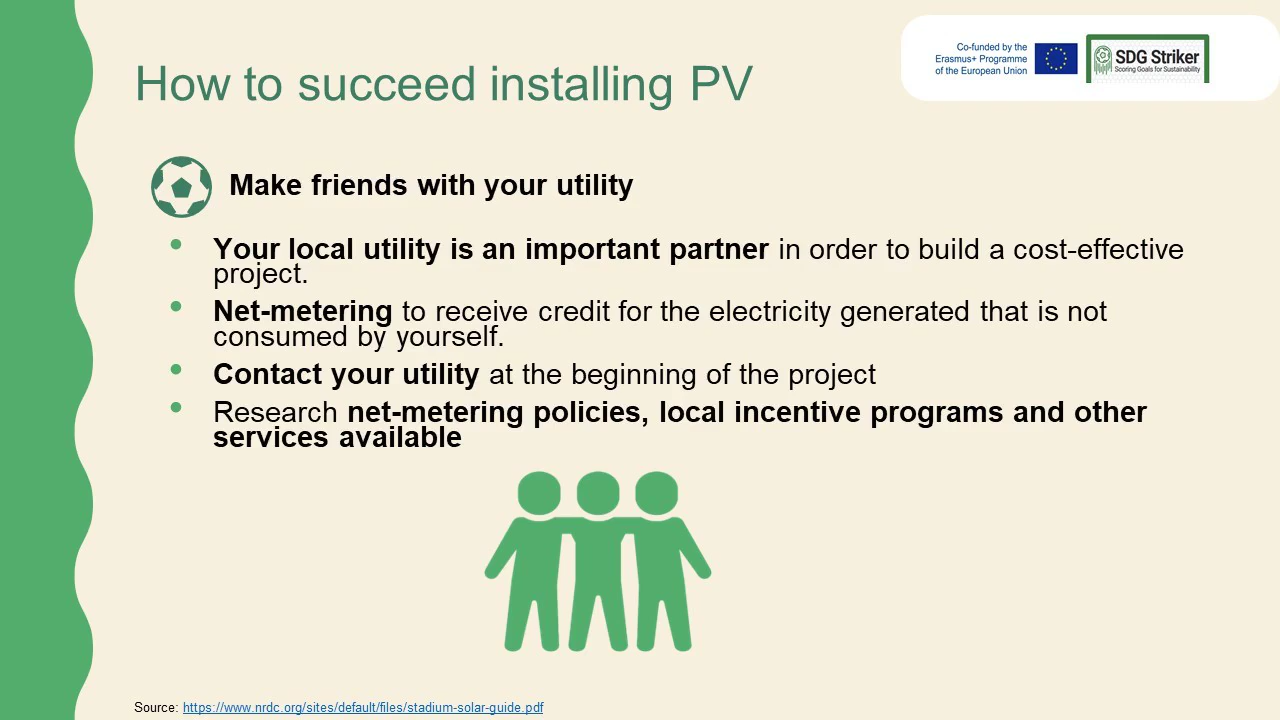 Co-funded by the
Erasmus+ Programme
of the European Union
SDG Striker
Scoring Goals for Sustainability
How to succeed installing PV
Make friends with your utility
• Your local utility is an important partner in order to build a cost-effective
project.
• Net-metering to receive credit for the electricity generated that is not
consumed by yourself.
• Contact your utility at the beginning of the project
• Research net-metering policies, local incentive programs and other
services available
Source: https://www.nrdc.org/sites/default/files/stadium-solar-guide.pdf